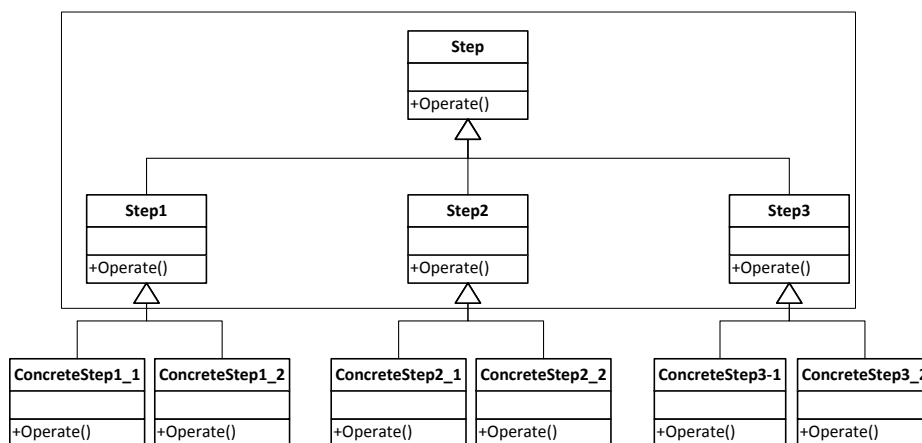 Step
+Operate()
Step1
Step2
Step3
+Operate()
+Operate()
+Operate()
ConcreteStep1_1
ConcreteStep1_2
ConcreteStep2_1
ConcreteStep2_2
ConcreteStep3-1
ConcreteStep3_2
+Operate()
+Operate()
+Operate()
+Operate()
+Operate()
+Operate()